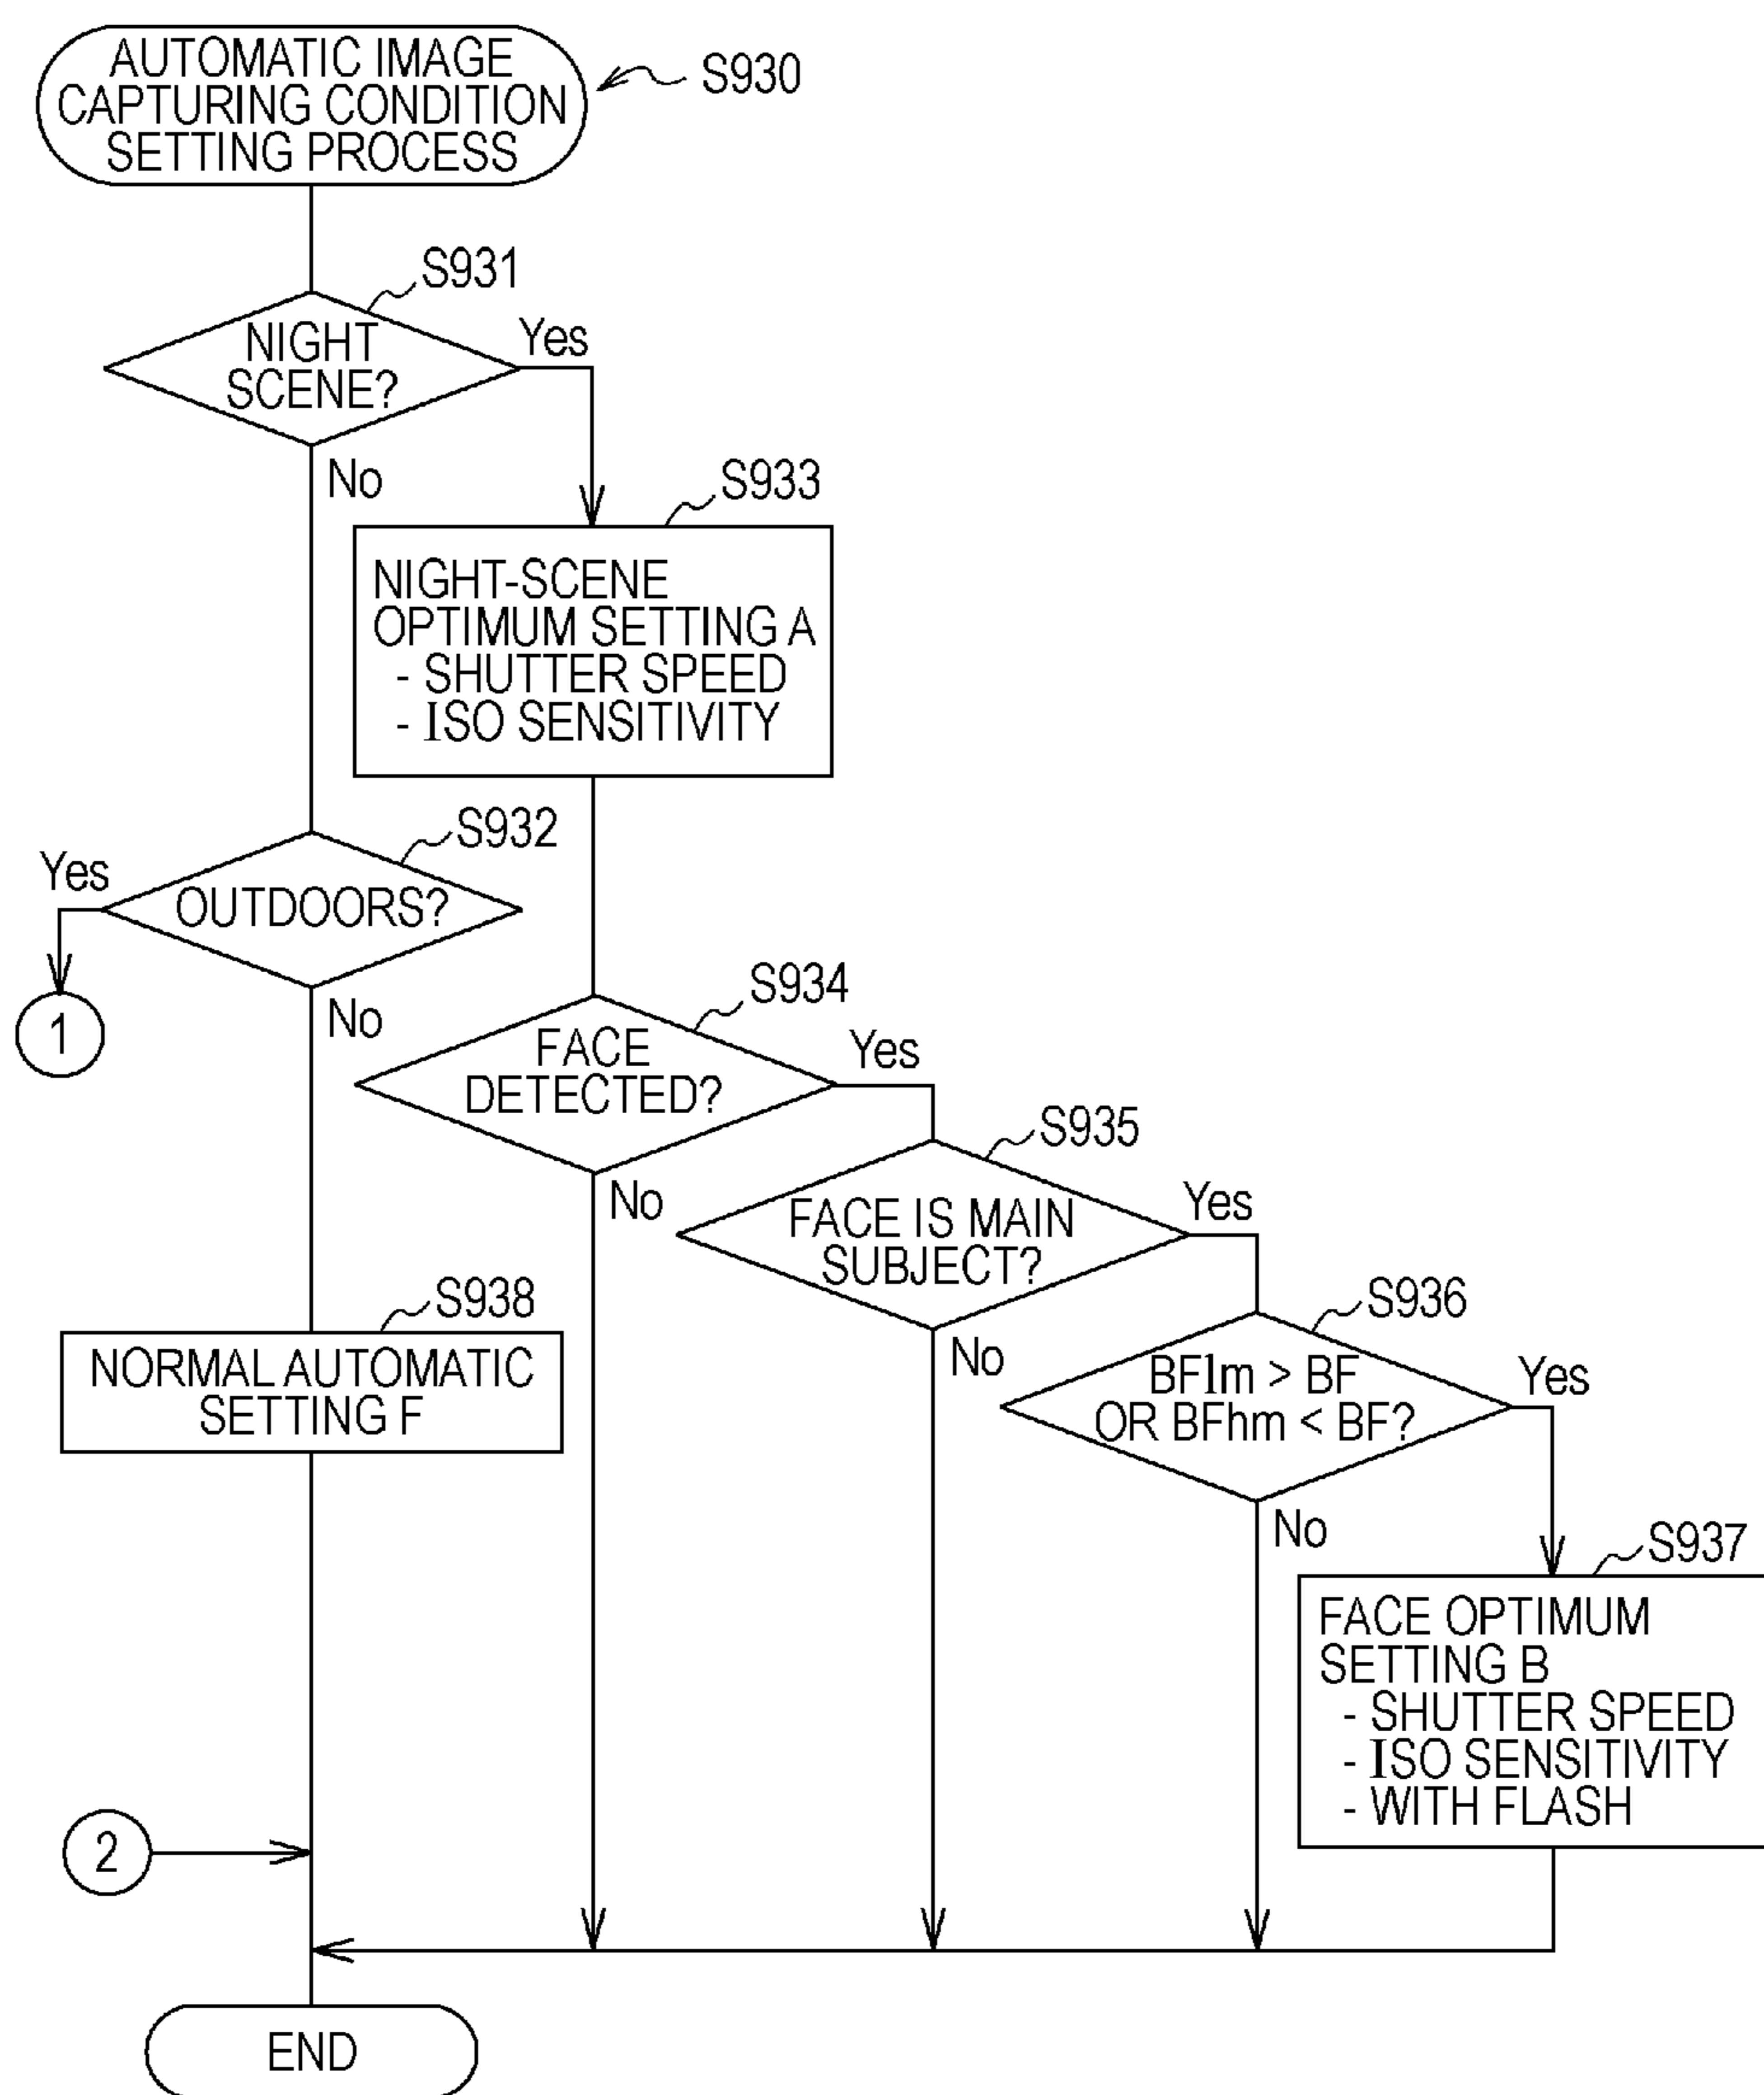 AUTOMATIC IMAGE
CAPTURING CONDITION
SETTING PROCESS
S930
S931
NIGHT
SCENE?
Yes
No
S933
NIGHT-SCENE
OPTIMUM SETTING A
- SHUTTER SPEED
- ISO SENSITIVITY
S932
Yes
OUTDOORS?
1
No
S934
FACE
DETECTED?
Yes
No
S935
FACE IS MAIN
SUBJECT?
Yes
No
S938
NORMAL AUTOMATIC
SETTING F
S936
BFlm > BF
OR BFhm < BF?
Yes
No
S937
FACE OPTIMUM
SETTING B
- SHUTTER SPEED
- ISO SENSITIVITY
- WITH FLASH
2
END